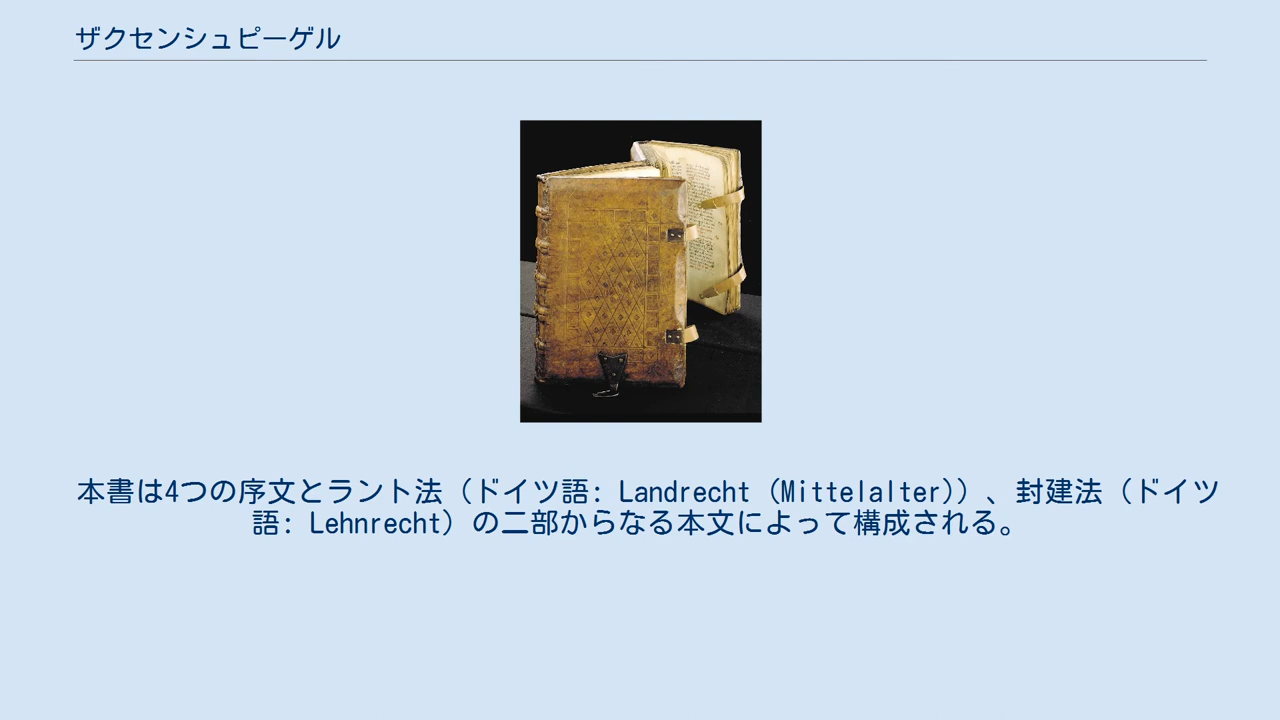 ザクセンシュピーゲル
本書は4つの序文とラント法（ドイツ語: Landrecht (Mittelalter)）、封建法（ドイツ
語: Lehnrecht）の二部からなる本文によって構成される。